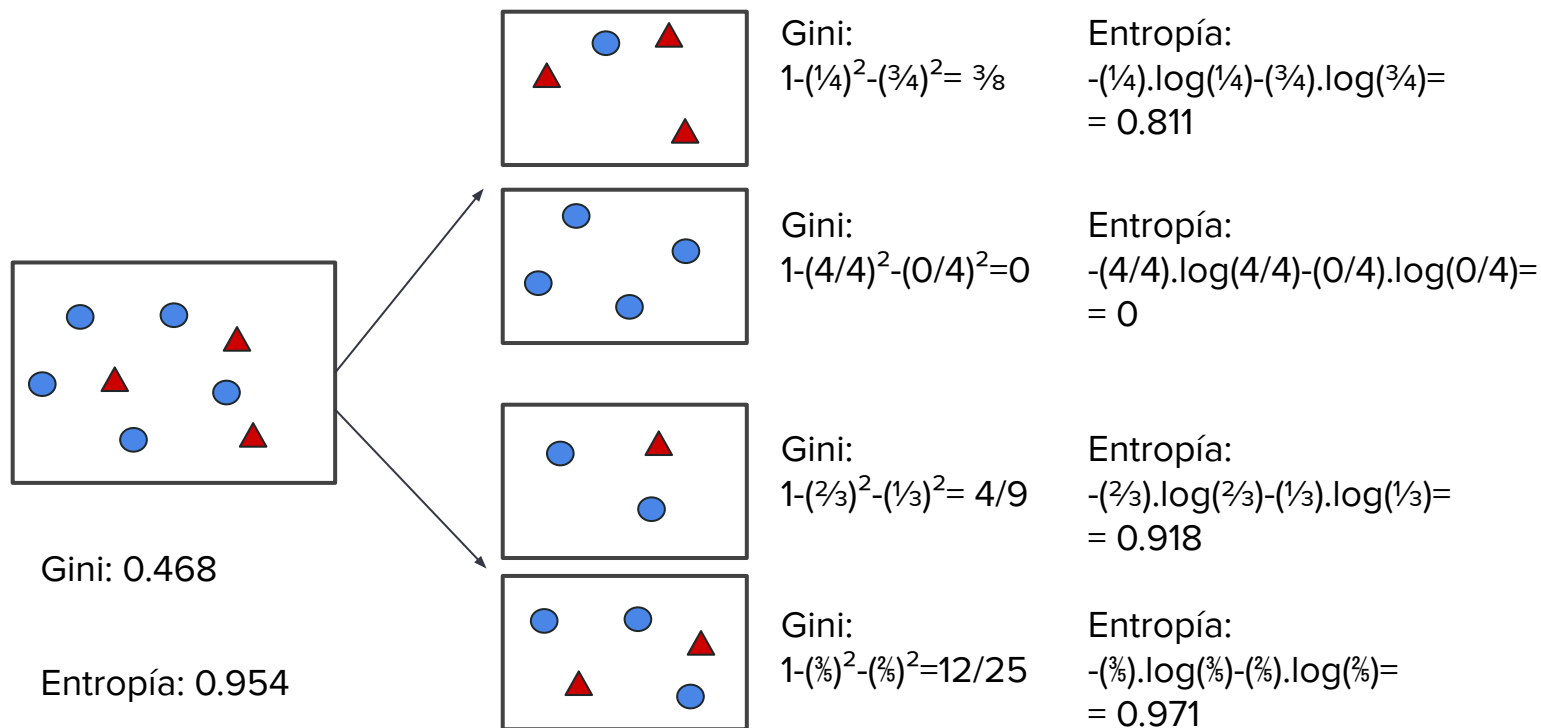 Gini:
1-(¼)²-(¾)²= ⅜
Entropía:
-(¼).log(¼)-(¾).log(¾)=
= 0.811
Gini:
1-(4/4)²-(0/4)²=0
Entropía:
-(4/4).log(4/4)-(0/4).log(0/4)=
= 0
Gini:
1-(⅔)²-(⅓)²= 4/9
Entropía:
-(⅔).log(⅔)-(⅓).log(⅓)=
= 0.918
Gini: 0.468
Entropía: 0.954
Gini:
1-(⅗)²-(⅖)²=12/25
Entropía:
-(⅗).log(⅗)-(⅖).log(⅖)=
= 0.971